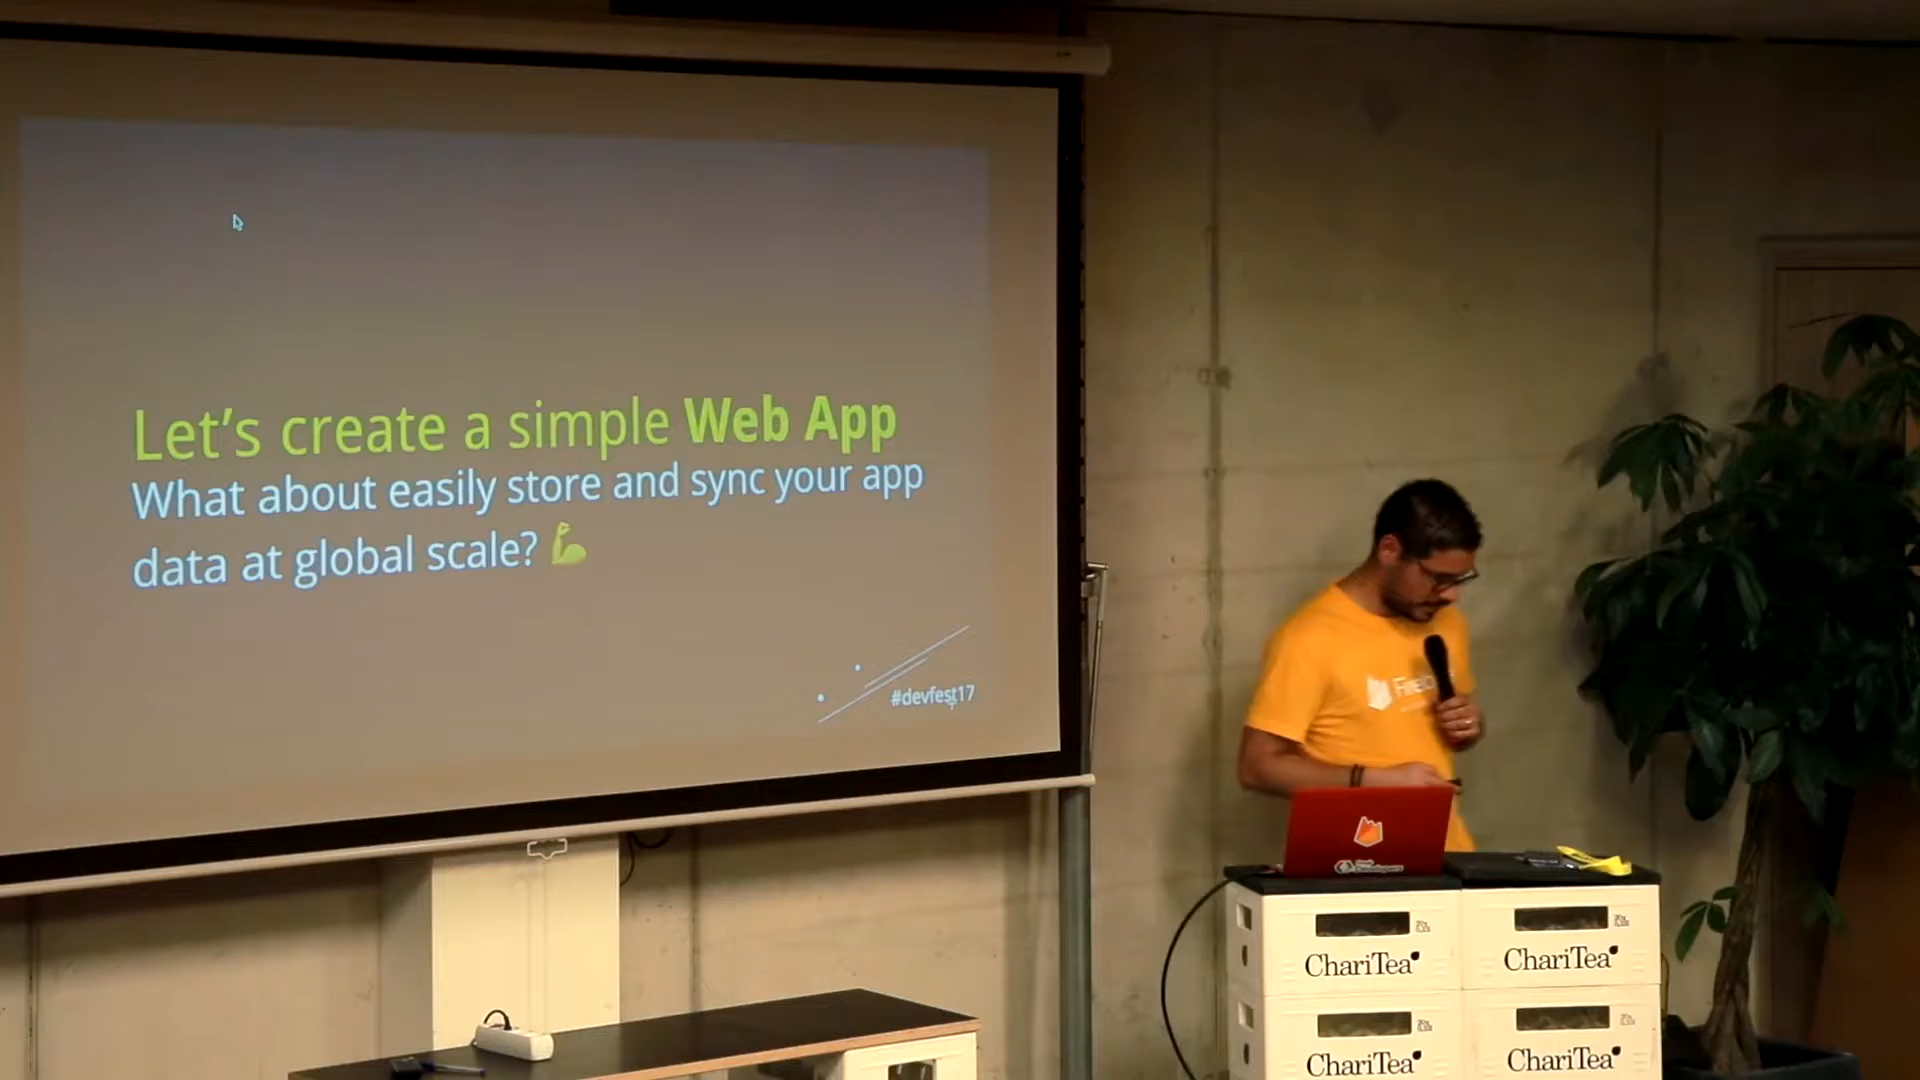 Let's create a simple Web App
What about easily store and sync your app
data at global scale? 💪
#devfest17
ChariTea
ChariTea
ChariTea
ChariTea